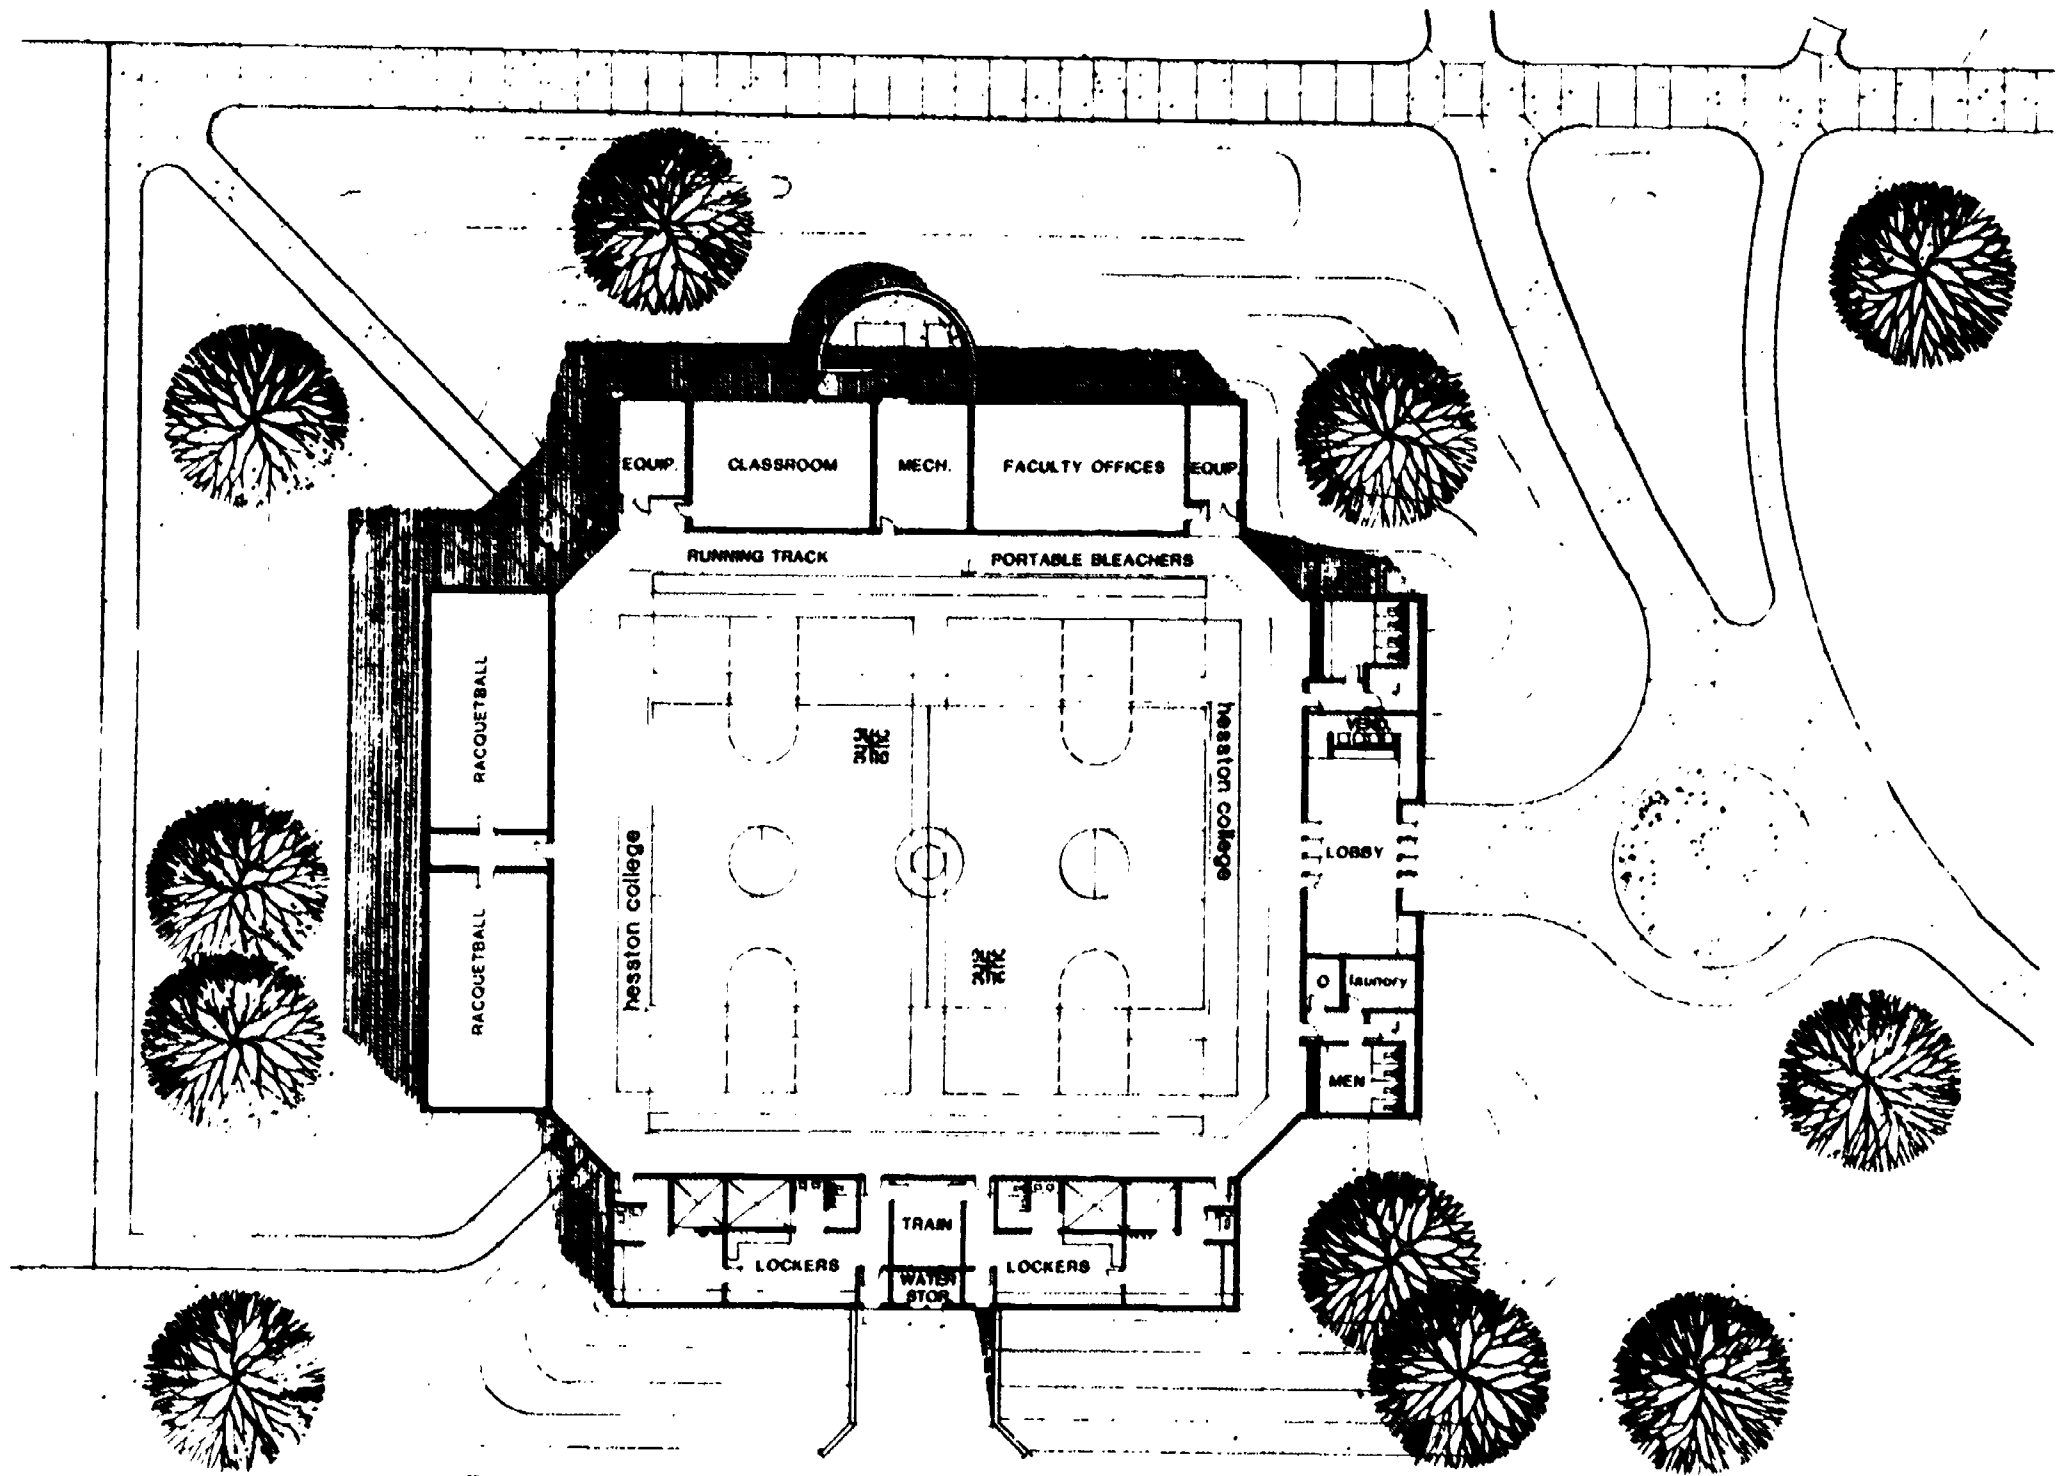 EQUIP.
CLASSROOM
MECH.
FACULTY OFFICES
EQUIP.
RUNNING TRACK
PORTABLE BLEACHERS
RACQUETBALL
hesston college
VEND.
LOBBY
hesston college
RACQUETBALL
O
laundry
MEN
TRAIN
LOCKERS
LOCKERS
WATER
STOR